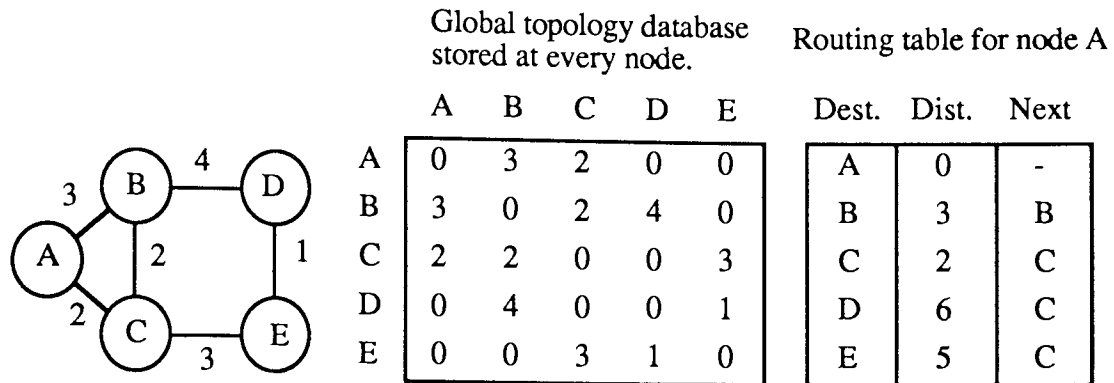 Global topology database
stored at every node.
Routing table for node A
A B C D E
Dest. Dist. Next
A 0 3 2 0 0
B 3 0 2 4 0
C 2 2 0 0 3
D 0 4 0 0 1
E 0 0 3 1 0
A 0 -
B 3 B
C 2 C
D 6 C
E 5 C
B 4 D
3
A 2 1
2
C 3 E